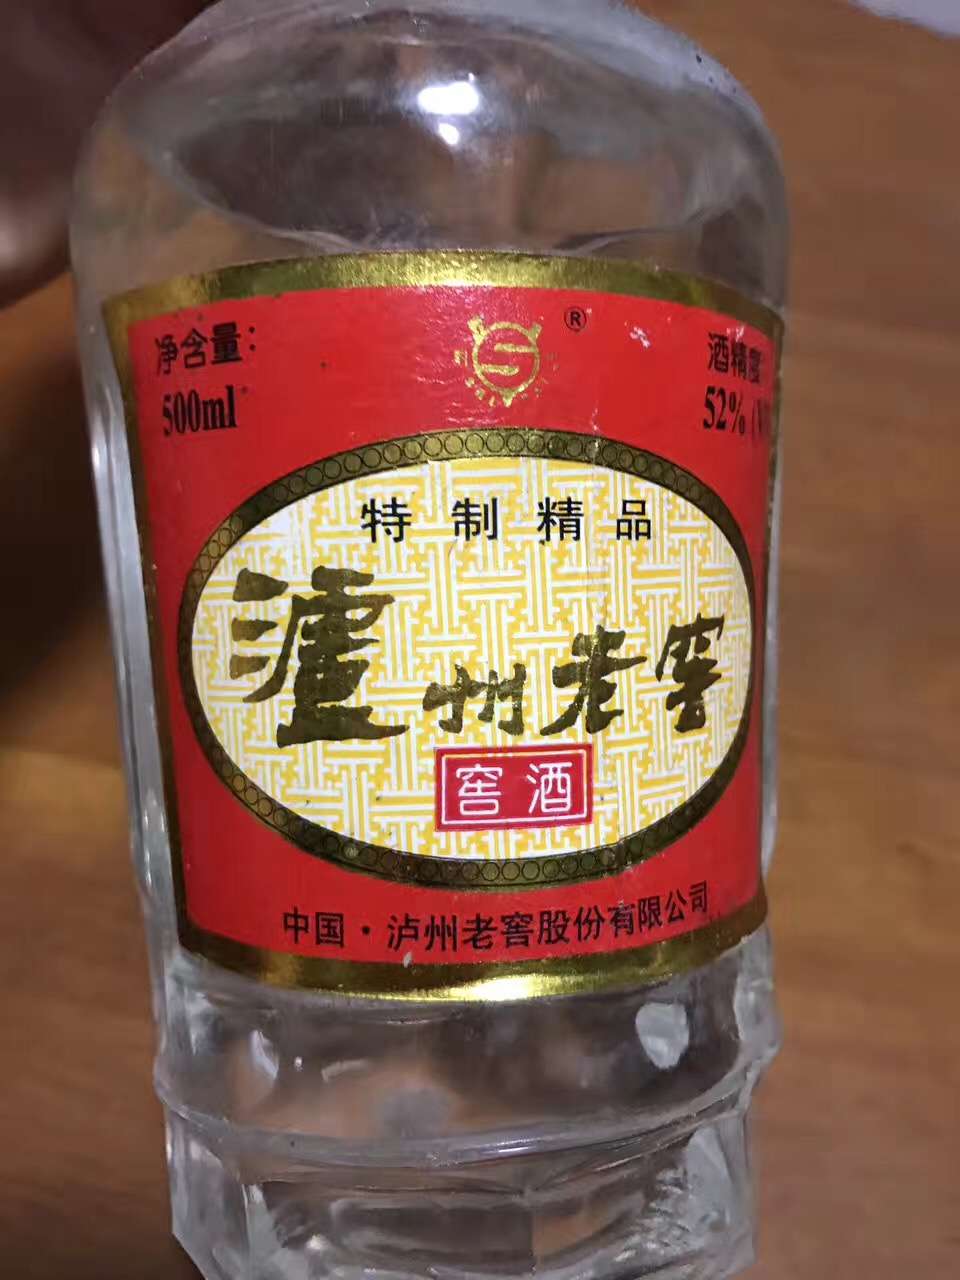 净含量：
500ml
®
酒精度
52% (V
特制精品
泸州老窖
窖酒
中国·泸州老窖股份有限公司